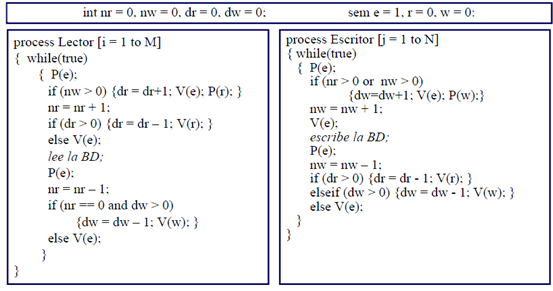 int nr = 0, nw = 0, dr = 0, dw = 0; sem e = 1, r = 0, w = 0;
process Lector [i = 1 to M]
{ while(true)
{ P(e);
if (nw > 0) {dr = dr+1; V(e); P(r); }
nr = nr + 1;
if (dr > 0) {dr = dr – 1; V(r); }
else V(e);
lee la BD;
P(e);
nr = nr – 1;
if (nr == 0 and dw > 0)
{dw = dw – 1; V(w); }
else V(e);
}
}
process Escritor [j = 1 to N]
{ while(true)
{ P(e);
if (nr > 0 or nw > 0)
{dw=dw+1; V(e); P(w);}
nw = nw + 1;
V(e);
escribe la BD;
P(e);
nw = nw – 1;
if (dr > 0) {dr = dr - 1; V(r); }
elseif (dw > 0) {dw = dw - 1; V(w); }
else V(e);
}
}